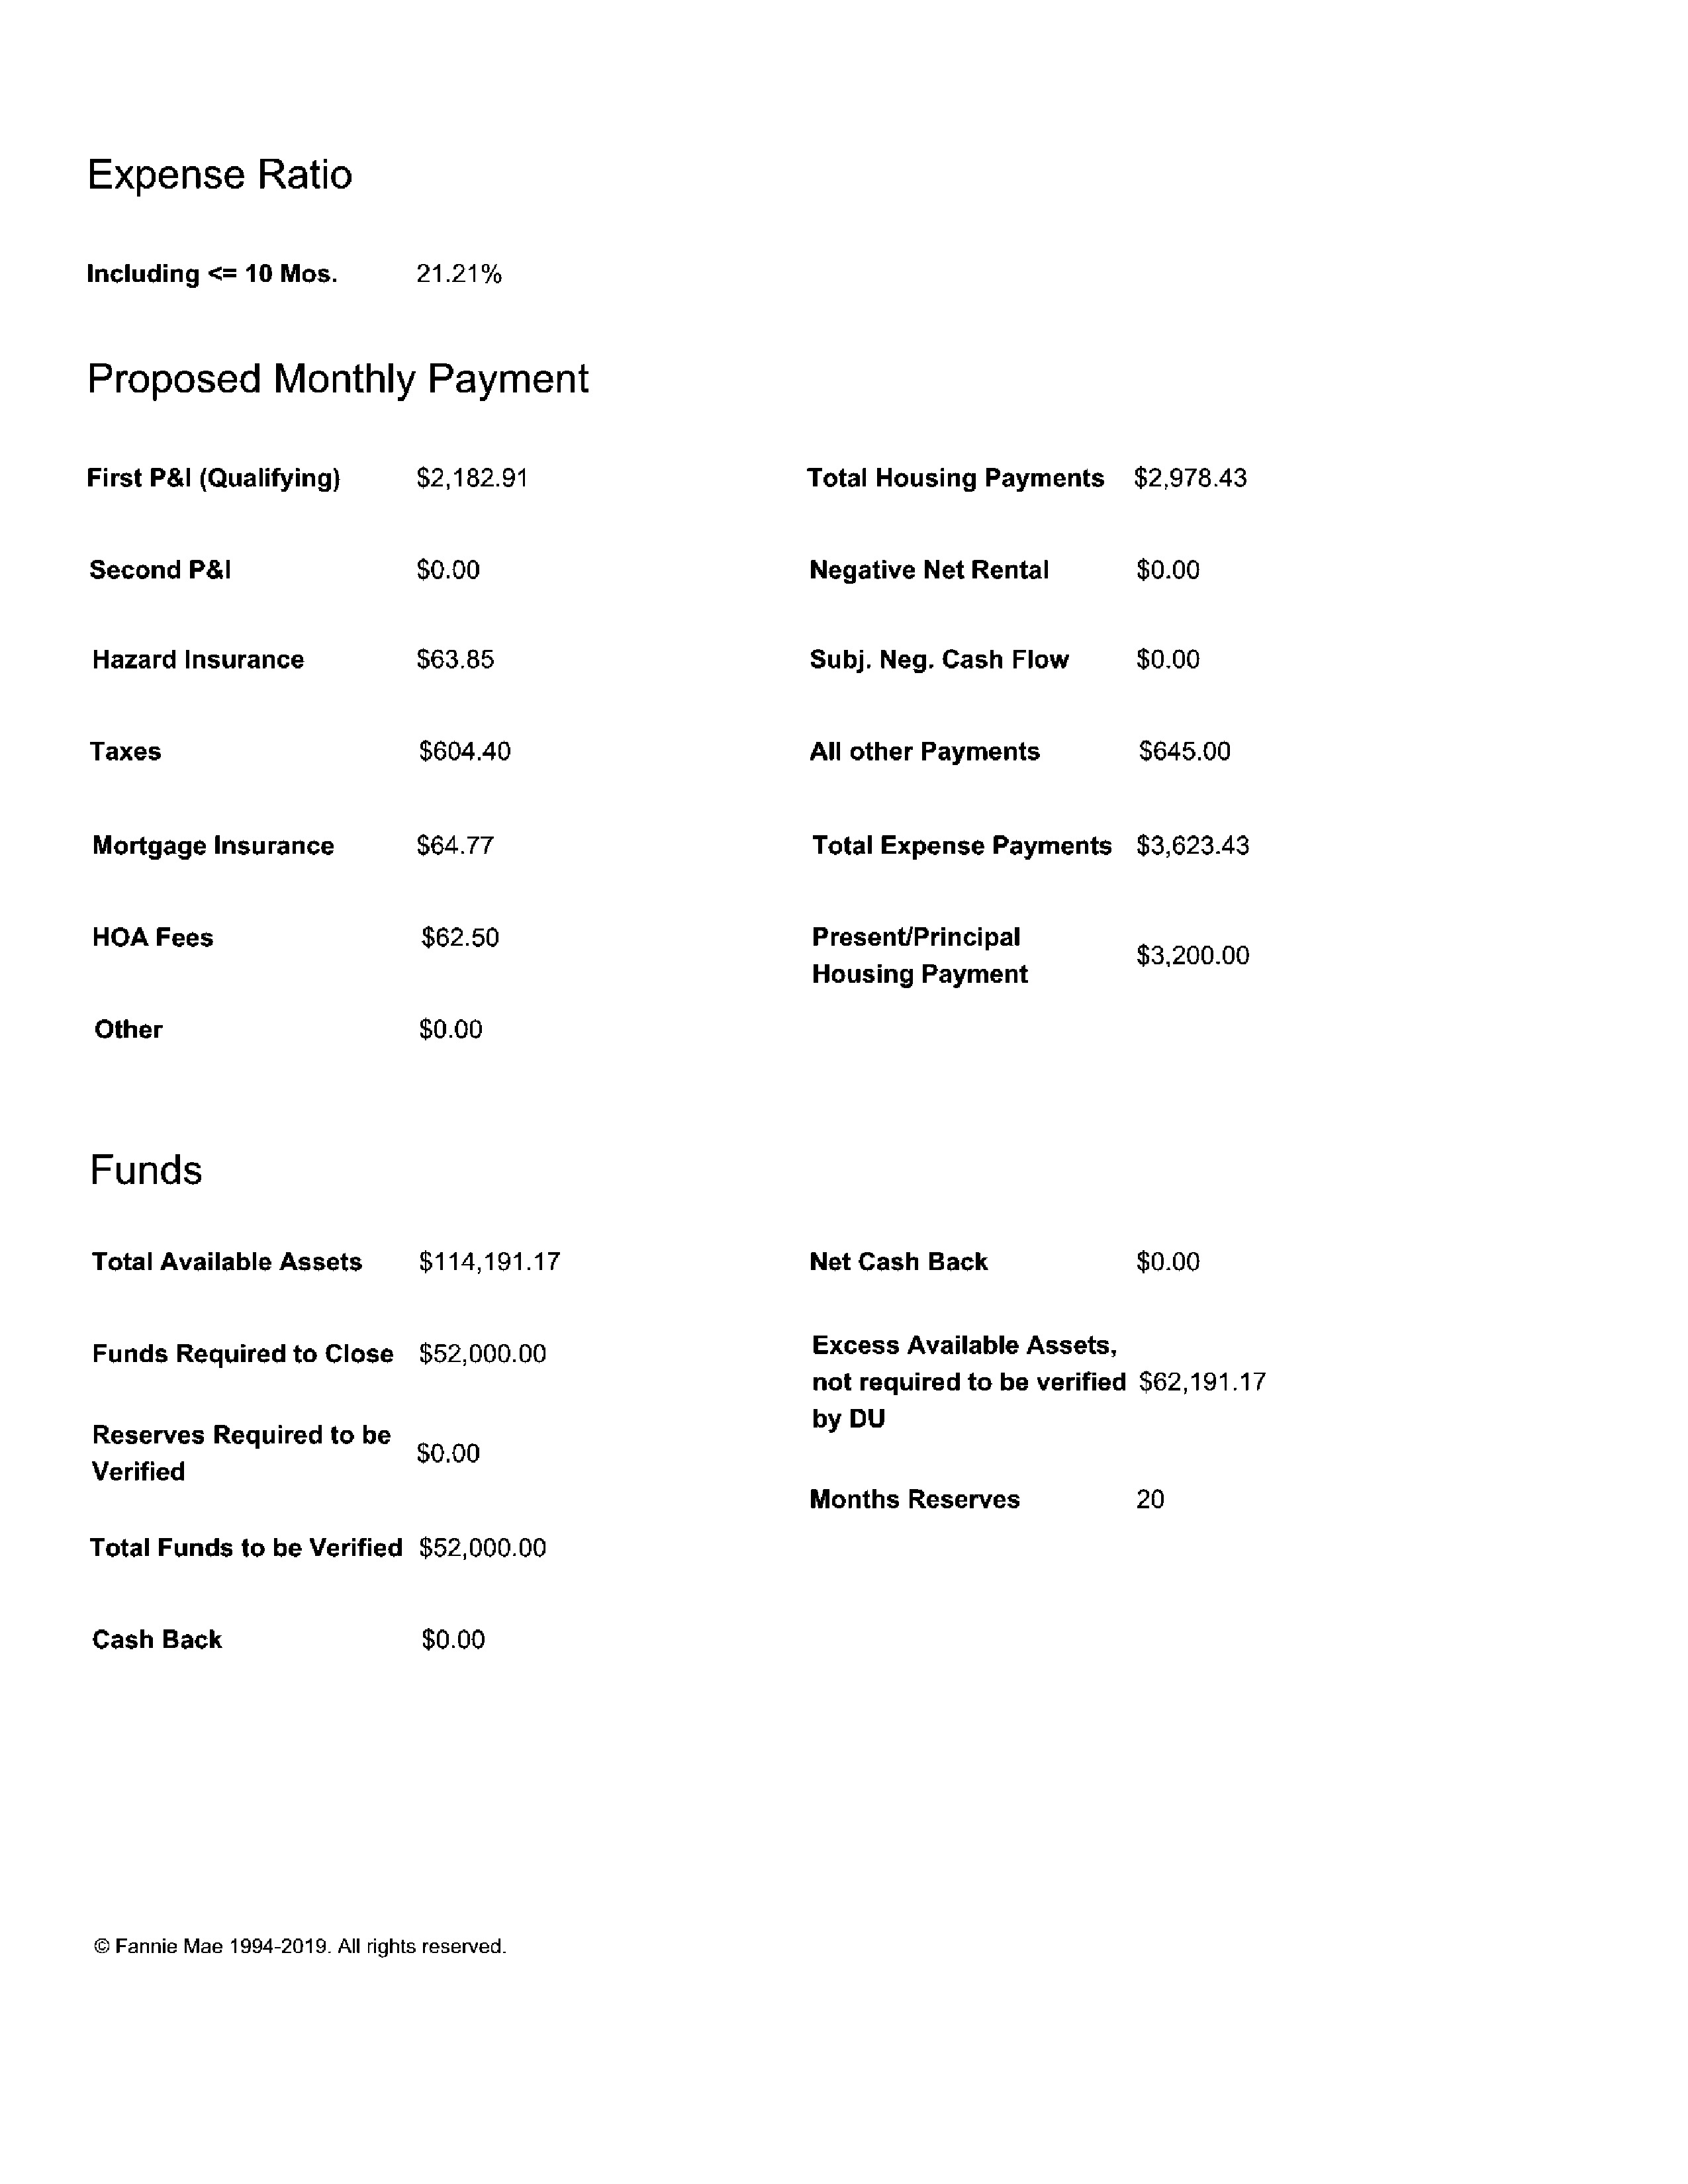 Expense Ratio
Including <= 10 Mos. 21.21%
Proposed Monthly Payment
First P&I (Qualifying) $2,182.91 Total Housing Payments $2,978.43
Second P&I $0.00 Negative Net Rental $0.00
Hazard Insurance $63.85 Subj. Neg. Cash Flow $0.00
Taxes $604.40 All other Payments $645.00
Mortgage Insurance $64.77 Total Expense Payments $3,623.43
HOA Fees $62.50 Present/Principal
Housing Payment $3,200.00
Other $0.00
Funds
Total Available Assets $114,191.17 Net Cash Back $0.00
Funds Required to Close $52,000.00 Excess Available Assets,
not required to be verified $62,191.17
by DU
Reserves Required to be
Verified $0.00
Months Reserves 20
Total Funds to be Verified $52,000.00
Cash Back $0.00
© Fannie Mae 1994-2019. All rights reserved.